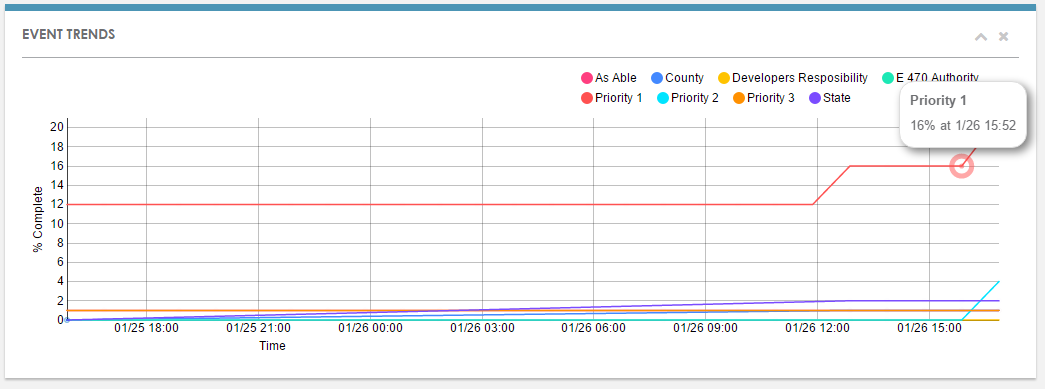 EVENT TRENDS
As Able County Developers Resposibility E 470 Authority
Priority 1 Priority 2 Priority 3 State
Priority 1
16% at 1/26 15:52
20
18
16
14
12
10
8
6
4
2
0
% Complete
01/25 18:00 01/25 21:00 01/26 00:00 01/26 03:00 01/26 06:00 01/26 09:00 01/26 12:00 01/26 15:00
Time